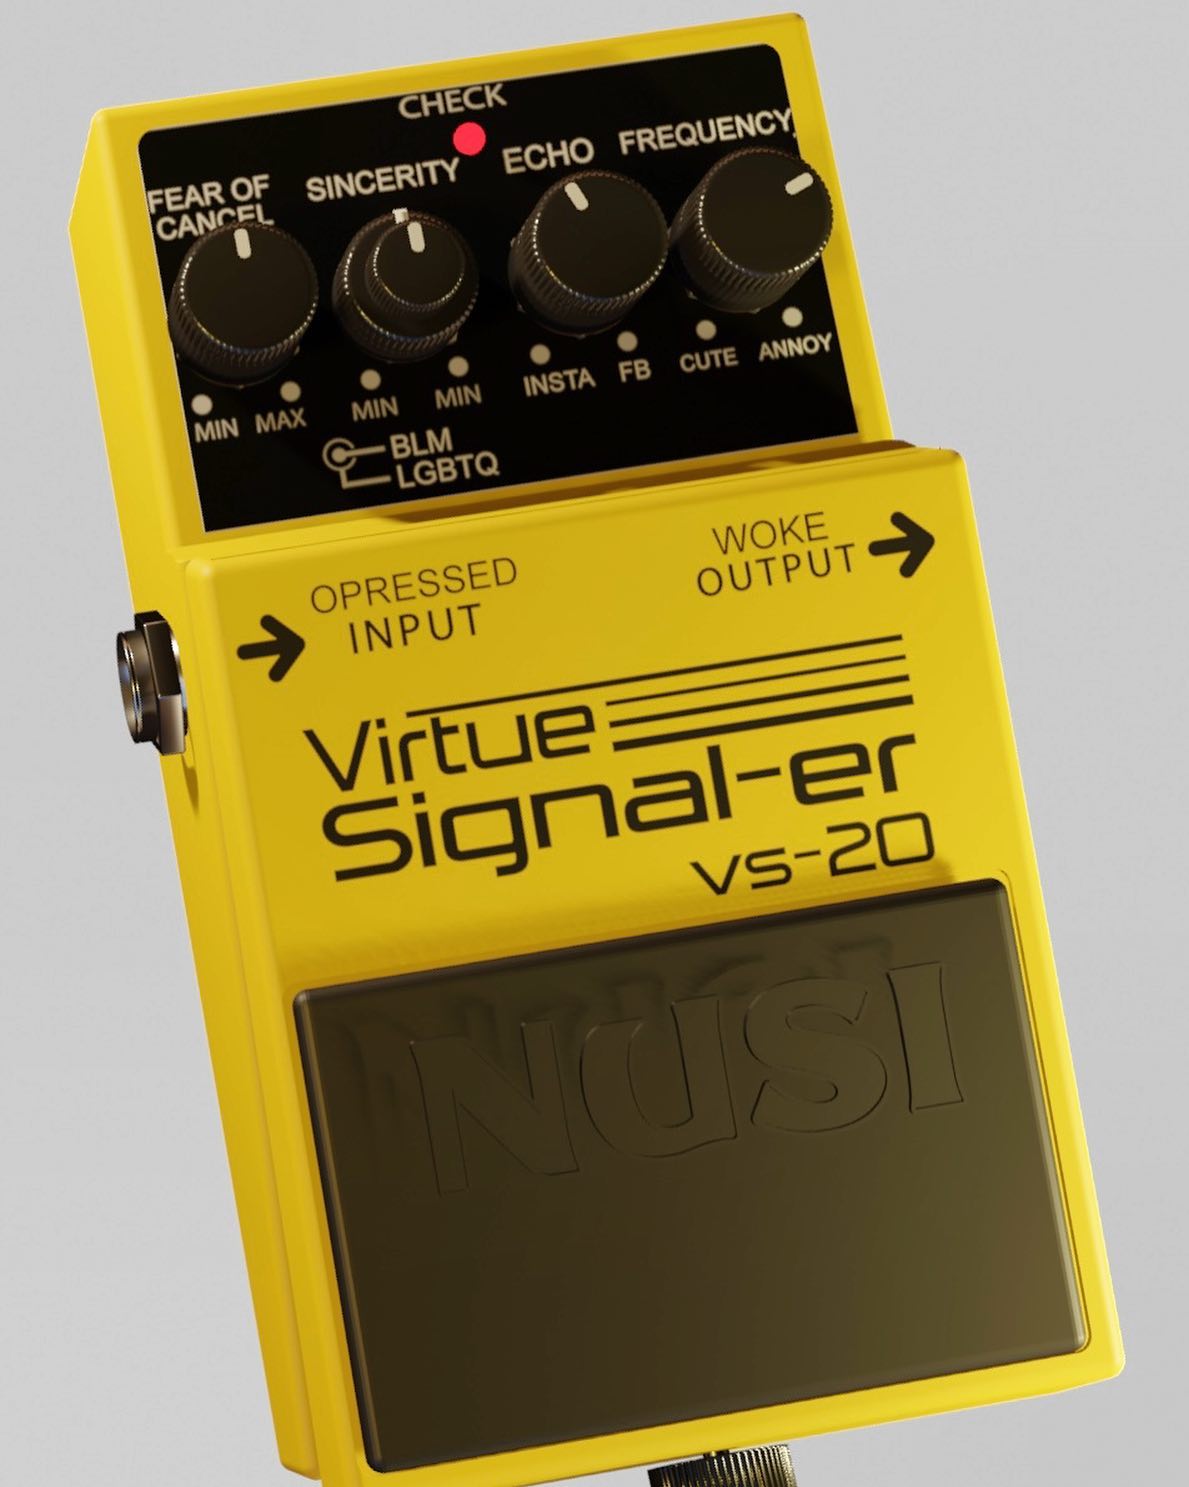 CHECK
FEAR OF
CANCEL
SINCERITY
ECHO
FREQUENCY
MIN MAX
MIN MIN
INSTA FB
CUTE ANNOY
BLM
LGBTQ
OPRESSED
INPUT
WOKE
OUTPUT
Virtue
Signal-er
VS-20
NUSI